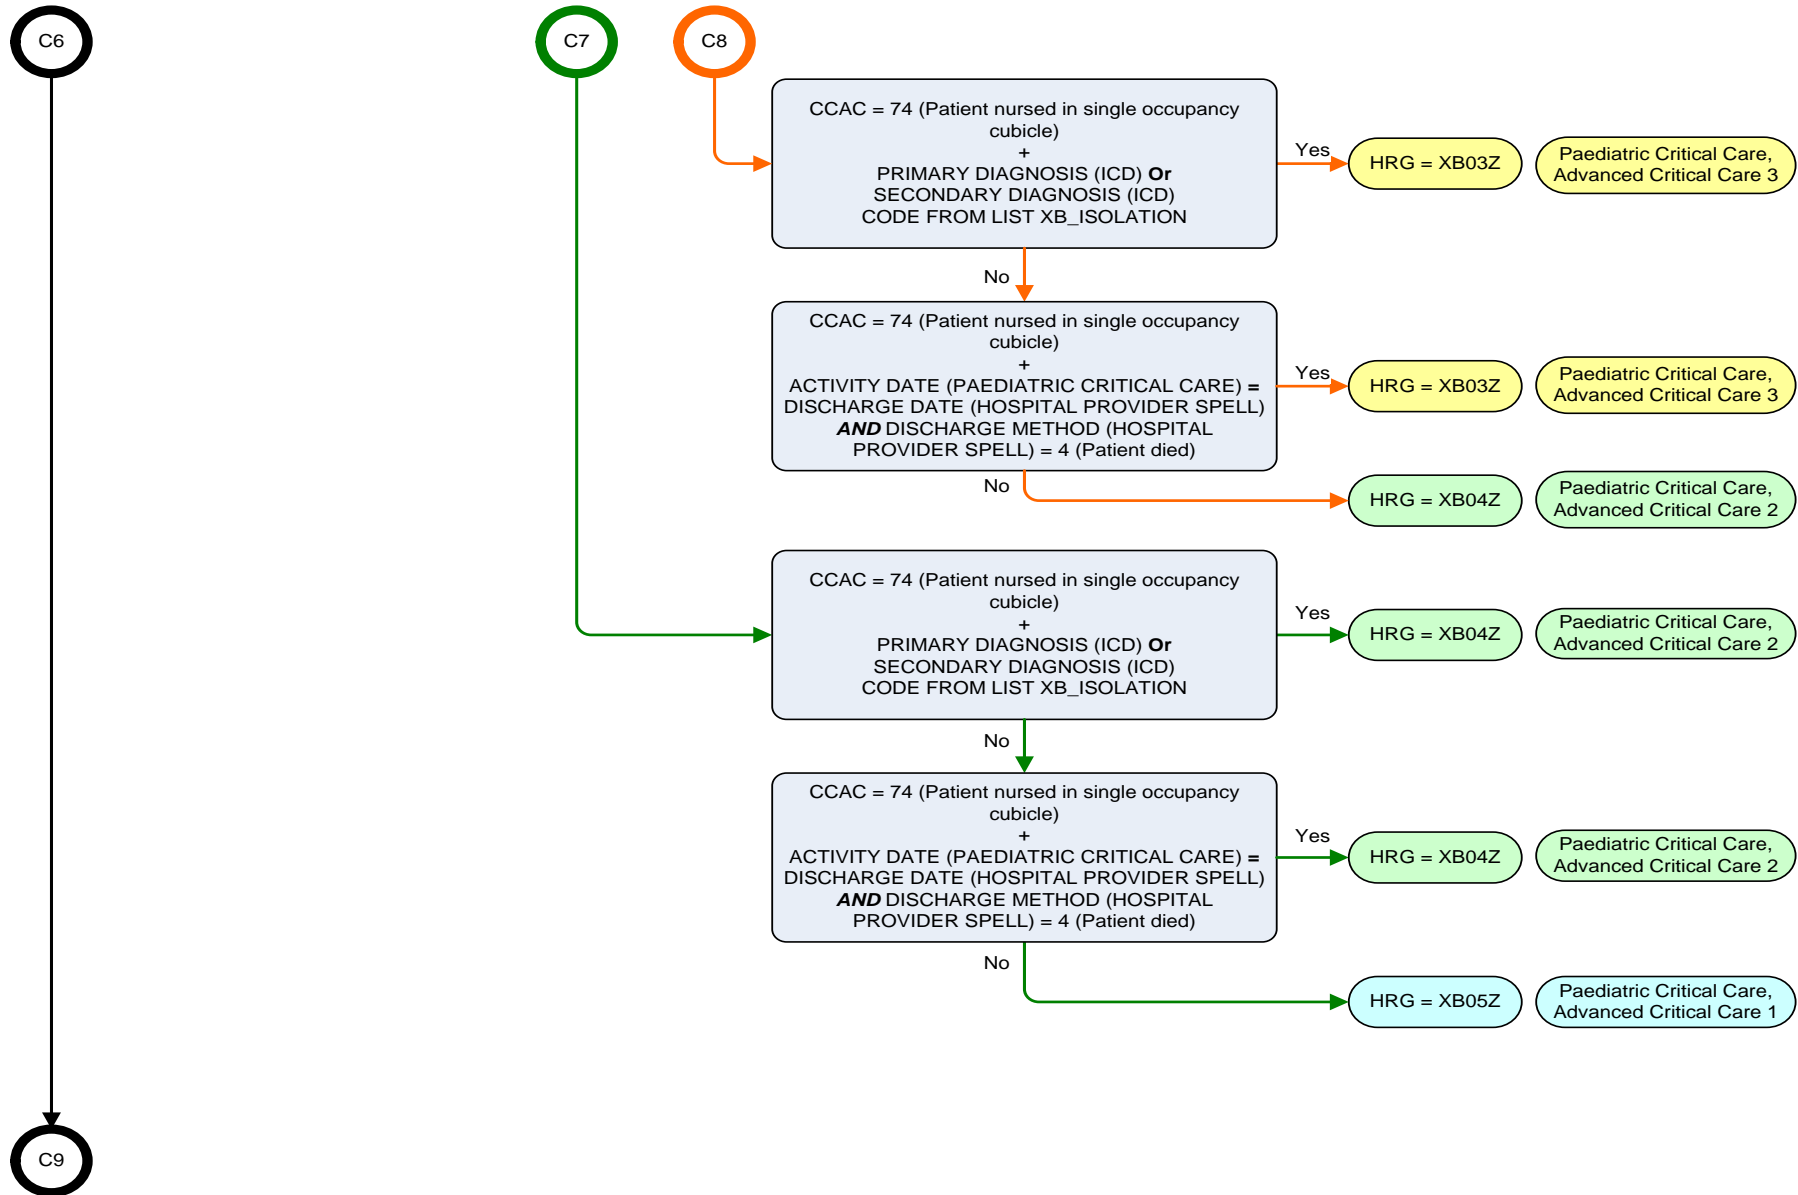 C6
C7
C8
CCAC = 74 (Patient nursed in single occupancy
cubicle)
+
PRIMARY DIAGNOSIS (ICD) Or
SECONDARY DIAGNOSIS (ICD)
CODE FROM LIST XB_ISOLATION
Yes
HRG = XB03Z
Paediatric Critical Care,
Advanced Critical Care 3
No
CCAC = 74 (Patient nursed in single occupancy
cubicle)
+
ACTIVITY DATE (PAEDIATRIC CRITICAL CARE) =
DISCHARGE DATE (HOSPITAL PROVIDER SPELL)
AND DISCHARGE METHOD (HOSPITAL
PROVIDER SPELL) = 4 (Patient died)
Yes
HRG = XB03Z
Paediatric Critical Care,
Advanced Critical Care 3
No
HRG = XB04Z
Paediatric Critical Care,
Advanced Critical Care 2
CCAC = 74 (Patient nursed in single occupancy
cubicle)
+
PRIMARY DIAGNOSIS (ICD) Or
SECONDARY DIAGNOSIS (ICD)
CODE FROM LIST XB_ISOLATION
Yes
HRG = XB04Z
Paediatric Critical Care,
Advanced Critical Care 2
No
CCAC = 74 (Patient nursed in single occupancy
cubicle)
+
ACTIVITY DATE (PAEDIATRIC CRITICAL CARE) =
DISCHARGE DATE (HOSPITAL PROVIDER SPELL)
AND DISCHARGE METHOD (HOSPITAL
PROVIDER SPELL) = 4 (Patient died)
Yes
HRG = XB04Z
Paediatric Critical Care,
Advanced Critical Care 2
No
HRG = XB05Z
Paediatric Critical Care,
Advanced Critical Care 1
C9